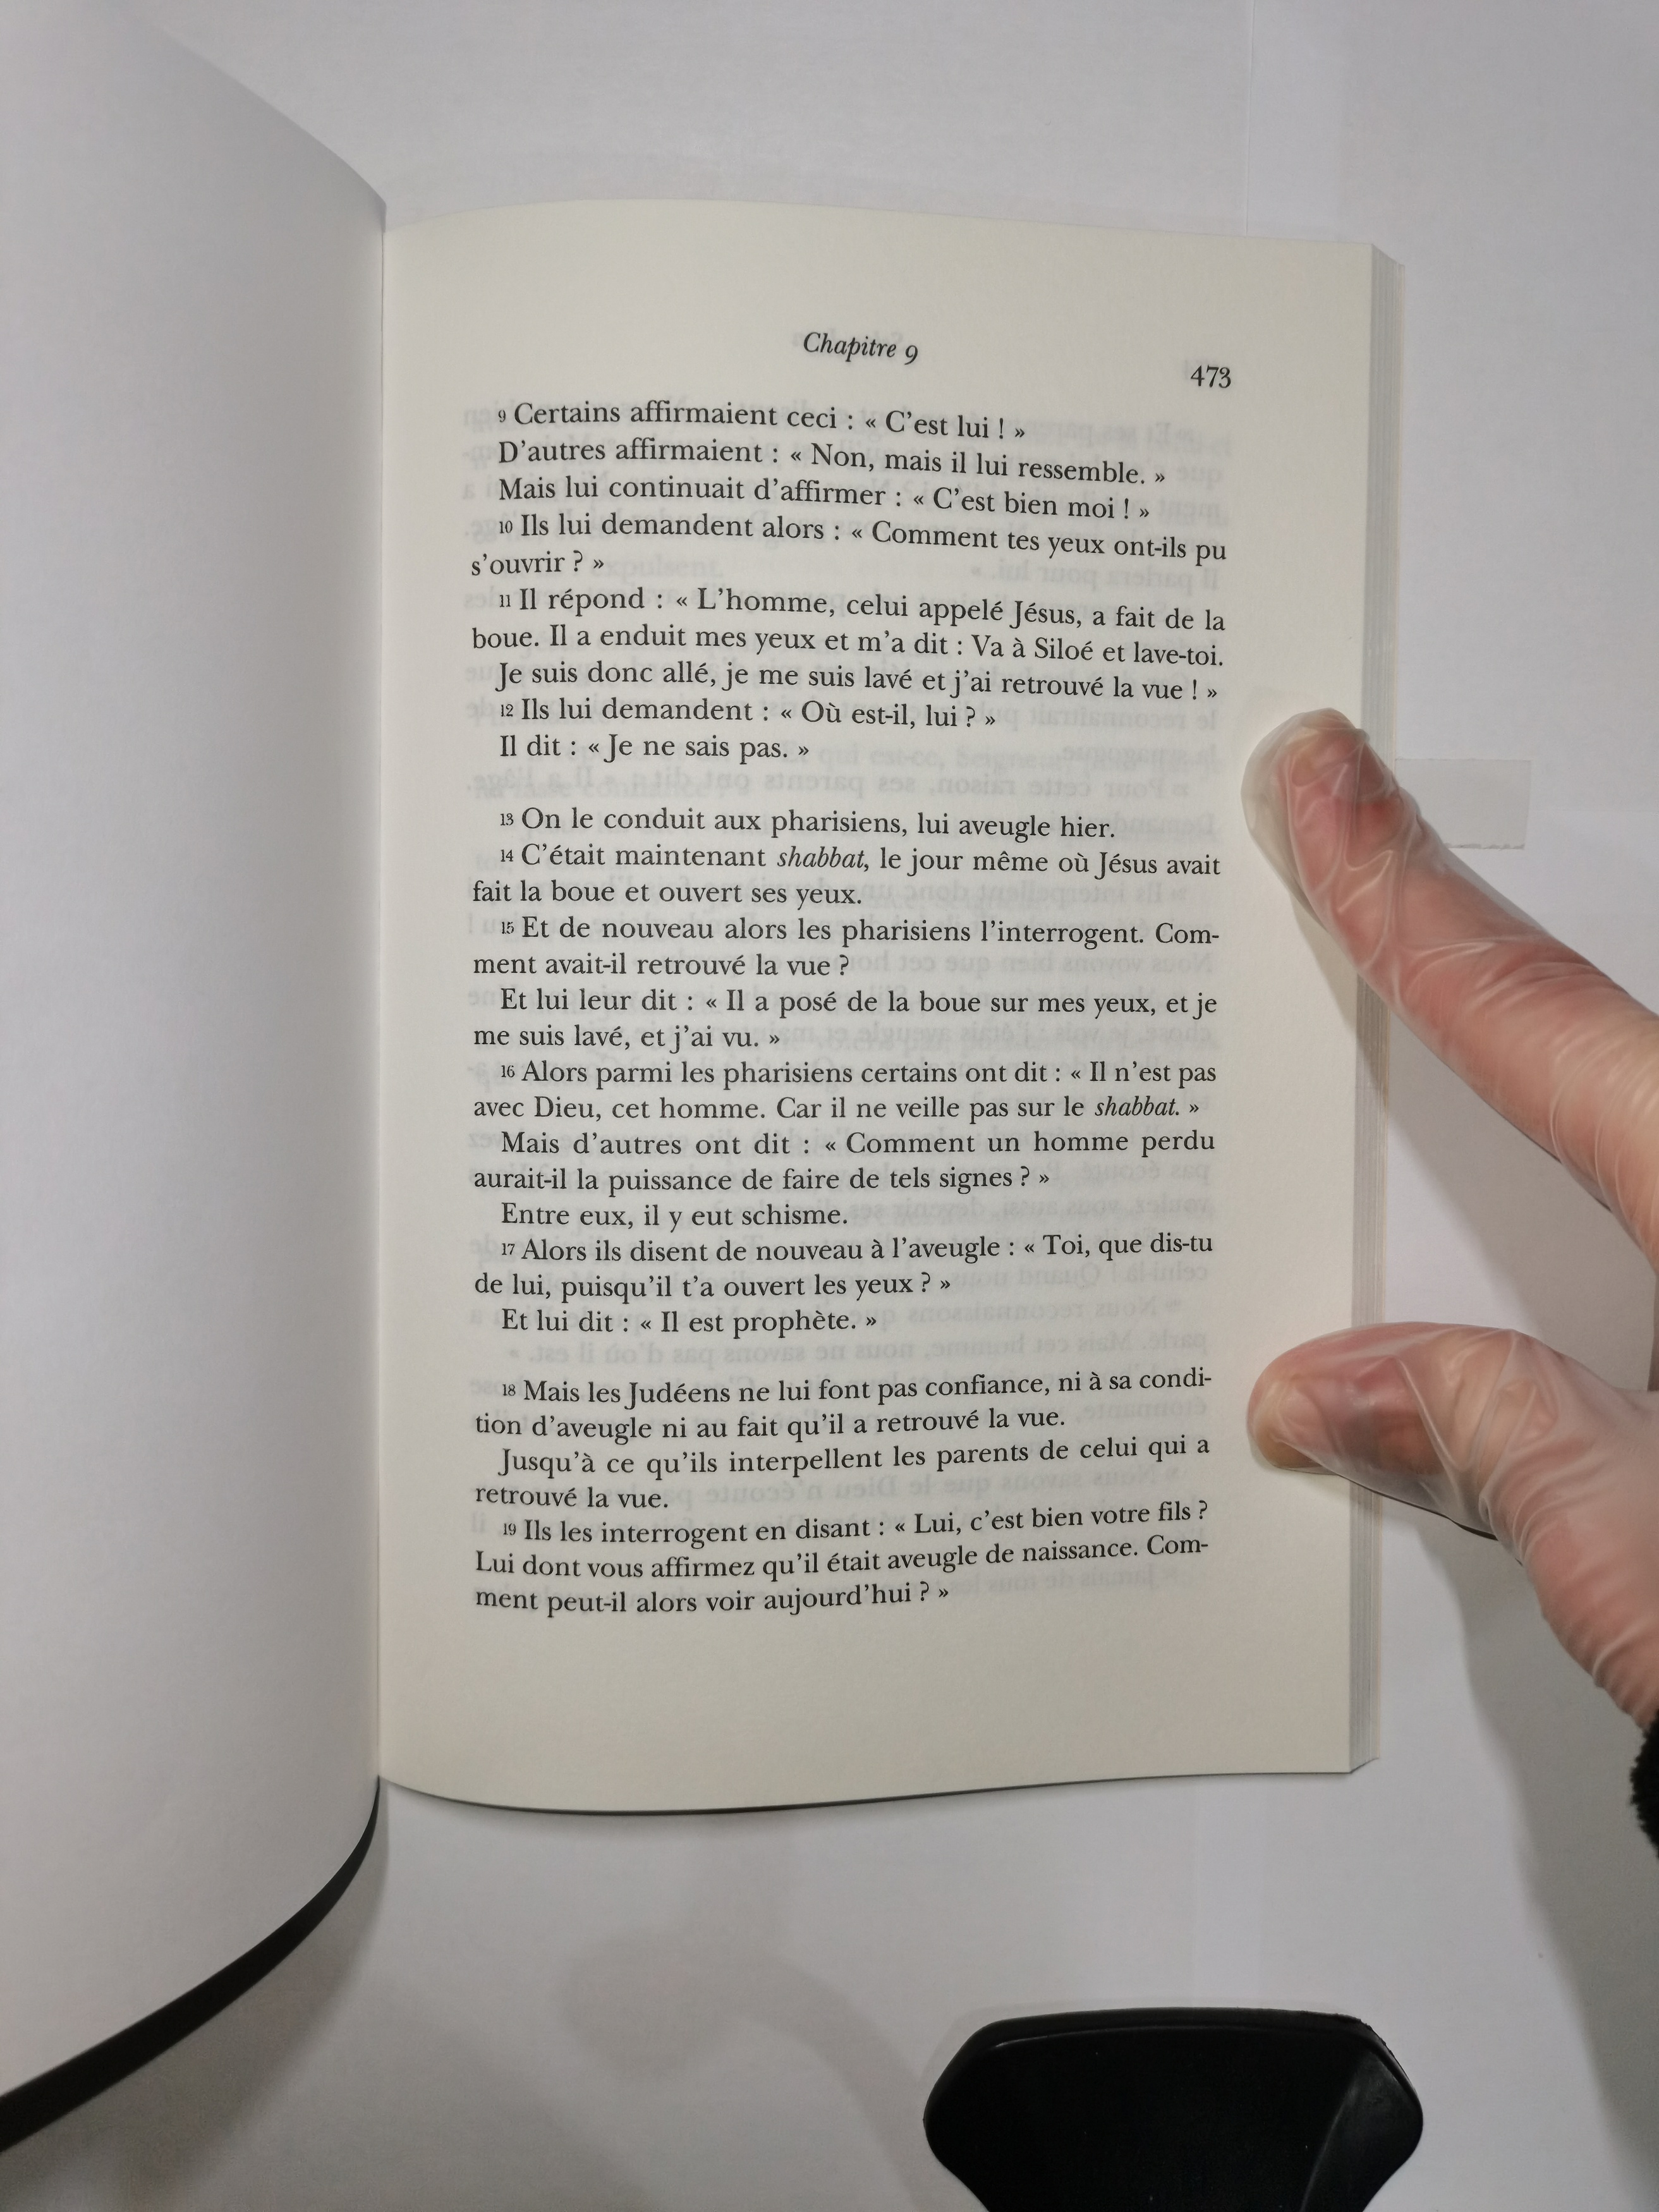 Chapitre 9
473
9 Certains affirmaient ceci : « C'est lui ! »
D'autres affirmaient : « Non, mais il lui ressemble. »
Mais lui continuait d'affirmer : « C'est bien moi ! »
10 Ils lui demandent alors : « Comment tes yeux ont-ils pu
s'ouvrir ? »
11 Il répond : « L'homme, celui appelé Jésus, a fait de la
boue. Il a enduit mes yeux et m'a dit : Va à Siloé et lave-toi.
Je suis donc allé, je me suis lavé et j'ai retrouvé la vue ! »
12 Ils lui demandent : « Où est-il, lui ? »
Il dit : « Je ne sais pas. »
13 On le conduit aux pharisiens, lui aveugle hier.
14 C'était maintenant shabbat, le jour même où Jésus avait
fait la boue et ouvert ses yeux.
15 Et de nouveau alors les pharisiens l'interrogent. Com-
ment avait-il retrouvé la vue ?
Et lui leur dit : « Il a posé de la boue sur mes yeux, et je
me suis lavé, et j'ai vu. »
16 Alors parmi les pharisiens certains ont dit : « Il n'est pas
avec Dieu, cet homme. Car il ne veille pas sur le shabbat. »
Mais d'autres ont dit : « Comment un homme perdu
aurait-il la puissance de faire de tels signes ? »
Entre eux, il y eut schisme.
17 Alors ils disent de nouveau à l'aveugle : « Toi, que dis-tu
de lui, puisqu'il t'a ouvert les yeux ? »
Et lui dit : « Il est prophète. »
18 Mais les Judéens ne lui font pas confiance, ni à sa condi-
tion d'aveugle ni au fait qu'il a retrouvé la vue.
Jusqu'à ce qu'ils interpellent les parents de celui qui a
retrouvé la vue.
19 Ils les interrogent en disant : « Lui, c'est bien votre fils ?
Lui dont vous affirmez qu'il était aveugle de naissance. Com-
ment peut-il alors voir aujourd'hui ? »